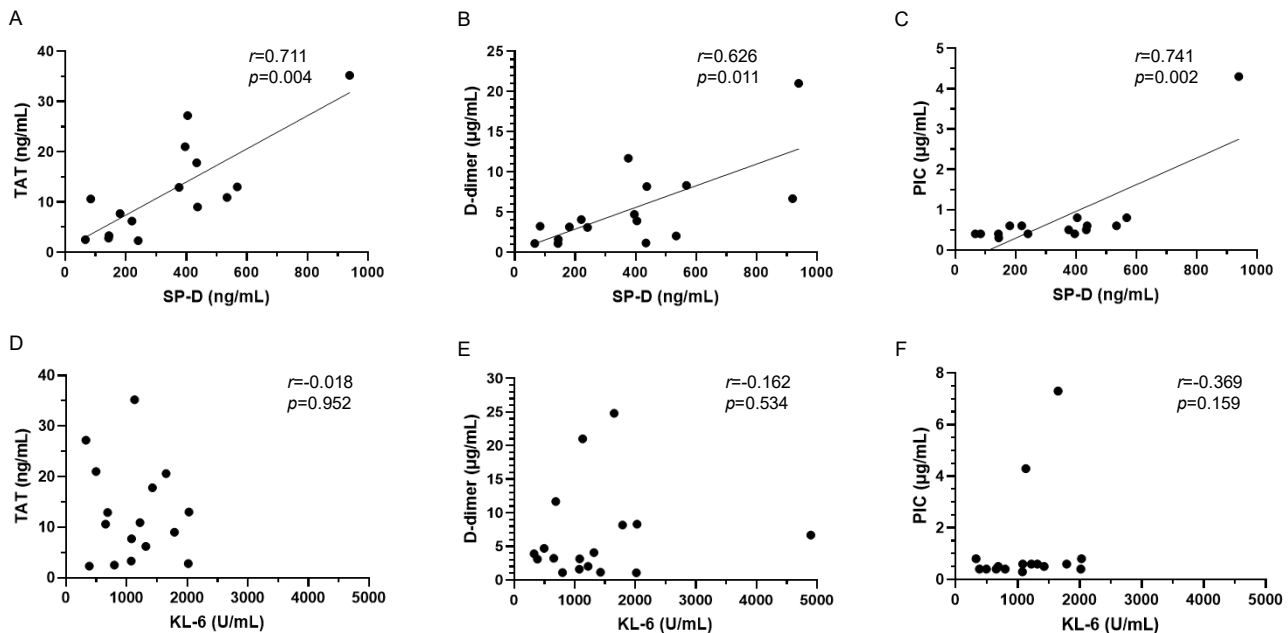 A
r=0.711
p=0.004
TAT (ng/mL)
40
30
20
10
0
0 200 400 600 800 1000
SP-D (ng/mL)
B
r=0.626
p=0.011
D-dimer (µg/mL)
25
20
15
10
5
0
0 200 400 600 800 1000
SP-D (ng/mL)
C
r=0.741
p=0.002
PIC (µg/mL)
5
4
3
2
1
0
0 200 400 600 800 1000
SP-D (ng/mL)
D
r=-0.018
p=0.952
TAT (ng/mL)
40
30
20
10
0
0 1000 2000 3000 4000 5000
KL-6 (U/mL)
E
r=-0.162
p=0.534
D-dimer (µg/mL)
30
25
20
15
10
5
0
0 1000 2000 3000 4000 5000
KL-6 (U/mL)
F
r=-0.369
p=0.159
PIC (µg/mL)
8
6
4
2
0
0 1000 2000 3000 4000 5000
KL-6 (U/mL)